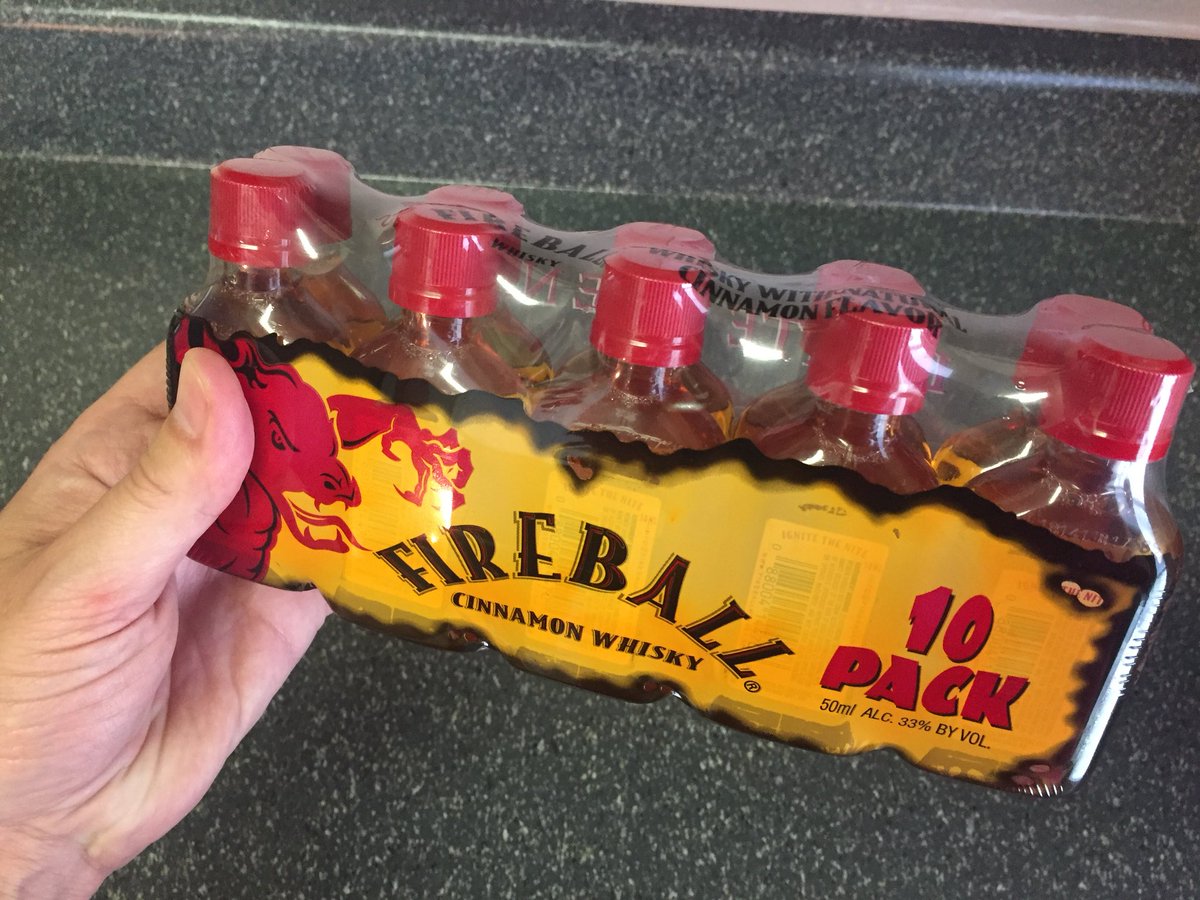 FIREBALL
WHISKY
WHISKY WITH NATURAL
CINNAMON FLAVOR
FIREBALL®
CINNAMON WHISKY
10
PACK
50ml ALC. 33% BY VOL.
IGNITE THE NITE